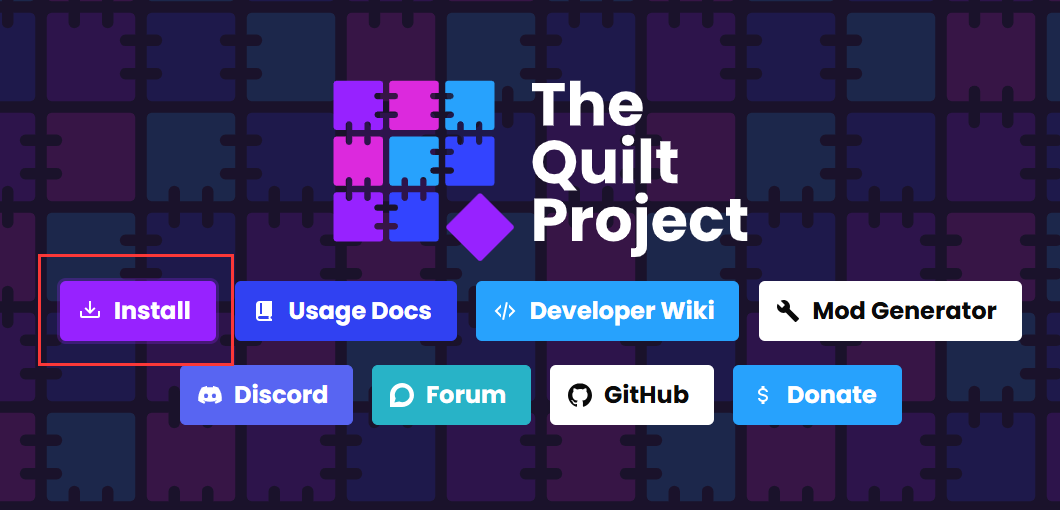 The
Quilt
Project
Install
Usage Docs
Developer Wiki
Mod Generator
Discord
Forum
GitHub
Donate